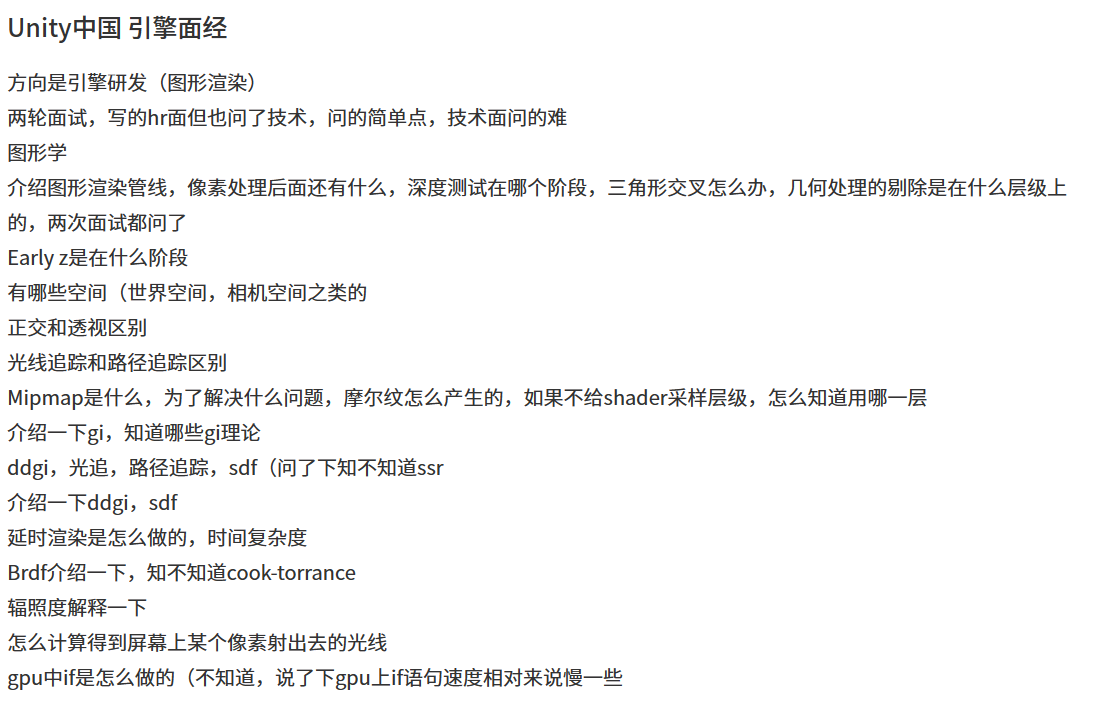 Unity中国 引擎面经
方向是引擎研发（图形渲染）
两轮面试，写的hr面但也问了技术，问的简单点，技术面问的难
图形学
介绍图形渲染管线，像素处理后面还有什么，深度测试在哪个阶段，三角形交叉怎么办，几何处理的剔除是在什么层级上
的，两次面试都问了
Early z是在什么阶段
有哪些空间（世界空间，相机空间之类的
正交和透视区别
光线追踪和路径追踪区别
Mipmap是什么，为了解决什么问题，摩尔纹怎么产生的，如果不给shader采样层级，怎么知道用哪一层
介绍一下gi，知道哪些gi理论
ddgi，光追，路径追踪，sdf（问了下知不知道ssr
介绍一下ddgi，sdf
延时渲染是怎么做的，时间复杂度
Brdf介绍一下，知不知道cook-torrance
辐照度解释一下
怎么计算得到屏幕上某个像素射出去的光线
gpu中if是怎么做的（不知道，说了下gpu上if语句速度相对来说慢一些